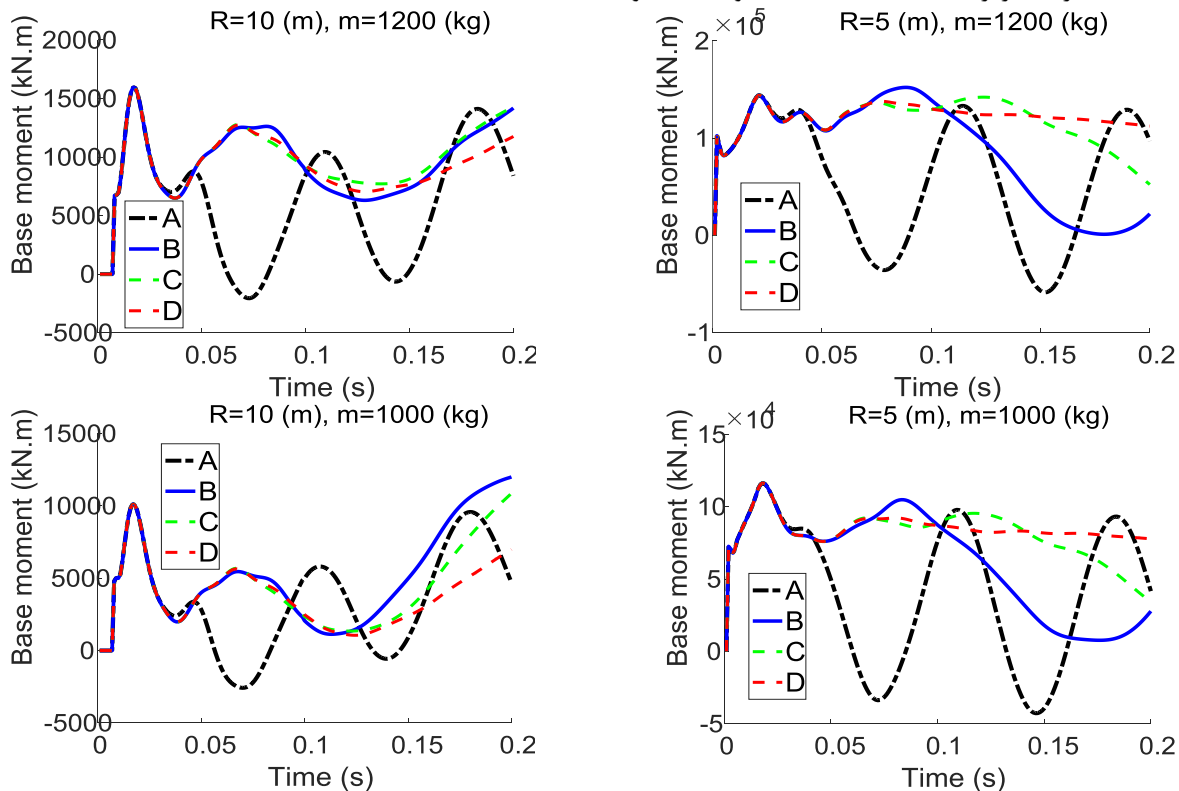 R=10 (m), m=1200 (kg)
20000
15000
10000
5000
0
-5000
Base moment (kN.m)
A
B
C
D
0
0.05
0.1
0.15
0.2
Time (s)
R=5 (m), m=1200 (kg)
×10⁵
2
1
0
-1
Base moment (kN.m)
A
B
C
D
0
0.05
0.1
0.15
0.2
Time (s)
R=10 (m), m=1000 (kg)
15000
10000
5000
0
-5000
Base moment (kN.m)
A
B
C
D
0
0.05
0.1
0.15
0.2
Time (s)
R=5 (m), m=1000 (kg)
×10⁴
15
10
5
0
-5
Base moment (kN.m)
A
B
C
D
0
0.05
0.1
0.15
0.2
Time (s)